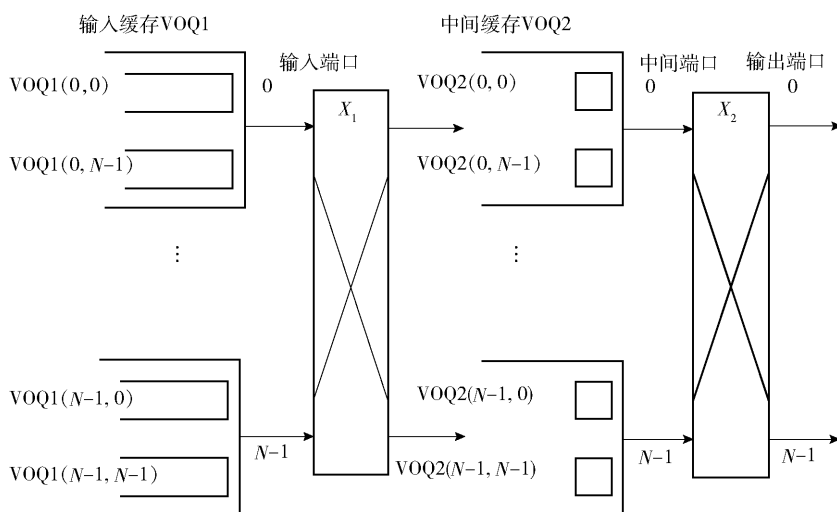 输入缓存VOQ1
中间缓存VOQ2
VOQ1(0,0)
0
输入端口
VOQ2(0,0)
中间端口
0
输出端口
0
X₁
X₂
VOQ1(0,N-1)
VOQ2(0,N-1)
⋮
⋮
VOQ1(N-1,0)
VOQ2(N-1,0)
N-1
N-1
N-1
VOQ1(N-1,N-1)
VOQ2(N-1,N-1)